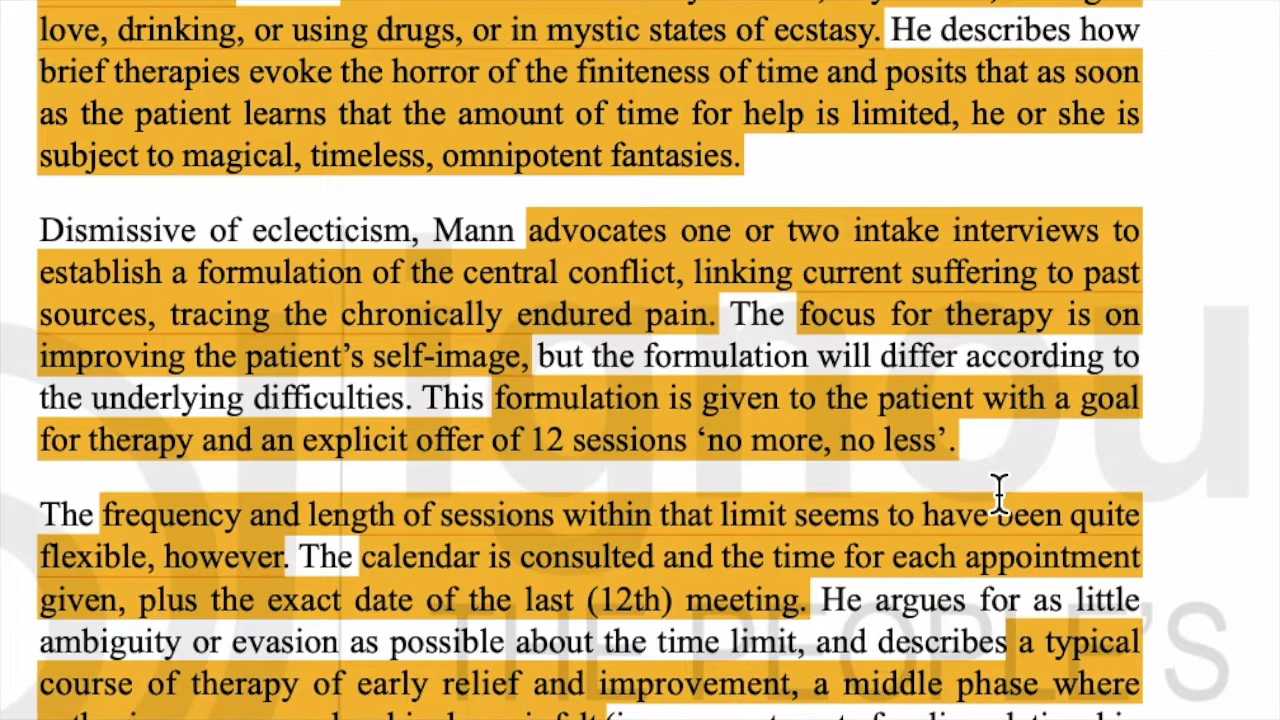 love, drinking, or using drugs, or in mystic states of ecstasy. He describes how
brief therapies evoke the horror of the finiteness of time and posits that as soon
as the patient learns that the amount of time for help is limited, he or she is
subject to magical, timeless, omnipotent fantasies.
Dismissive of eclecticism, Mann advocates one or two intake interviews to
establish a formulation of the central conflict, linking current suffering to past
sources, tracing the chronically endured pain. The focus for therapy is on
improving the patient’s self-image, but the formulation will differ according to
the underlying difficulties. This formulation is given to the patient with a goal
for therapy and an explicit offer of 12 sessions ‘no more, no less’.
The frequency and length of sessions within that limit seems to have been quite
flexible, however. The calendar is consulted and the time for each appointment
given, plus the exact date of the last (12th) meeting. He argues for as little
ambiguity or evasion as possible about the time limit, and describes a typical
course of therapy of early relief and improvement, a middle phase where
ignou
THE PEOPLE’S